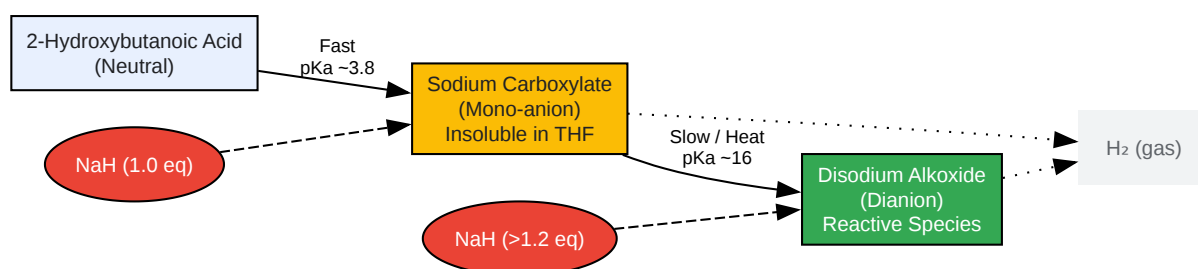 2-Hydroxybutanoic Acid
(Neutral)
Fast
pKa ~3.8
NaH (1.0 eq)
Sodium Carboxylate
(Mono-anion)
Insoluble in THF
Slow / Heat
pKa ~16
NaH (>1.2 eq)
Disodium Alkoxide
(Dianion)
Reactive Species
H₂ (gas)